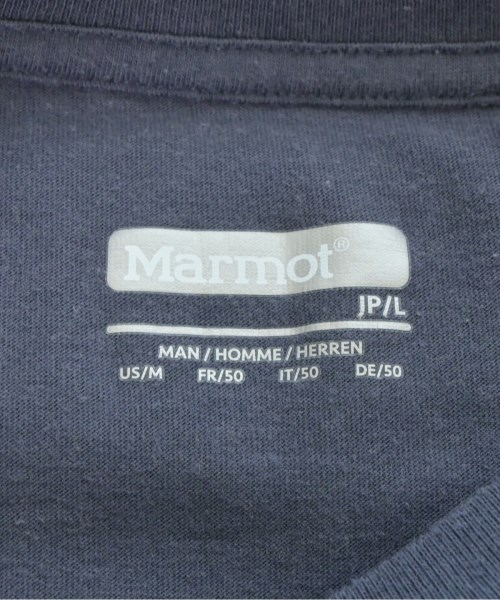 Marmot®
JP/L
MAN / HOMME / HERREN
US/M FR/50 IT/50 DE/50